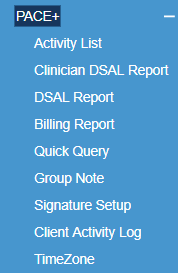 PACE+
Activity List
Clinician DSAL Report
DSAL Report
Billing Report
Quick Query
Group Note
Signature Setup
Client Activity Log
TimeZone